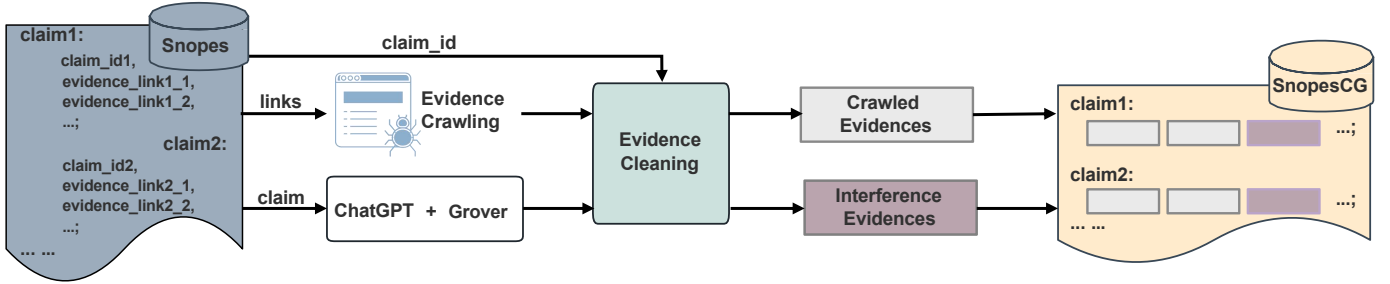 Snopes
claim1:
claim_id1,
evidence_link1_1,
evidence_link1_2,
...;
claim2:
claim_id2,
evidence_link2_1,
evidence_link2_2,
...;
... ...
claim_id
links
Evidence
Crawling
claim
ChatGPT + Grover
Evidence
Cleaning
Crawled
Evidences
Interference
Evidences
SnopesCG
claim1:
...;
claim2:
...;
... ...